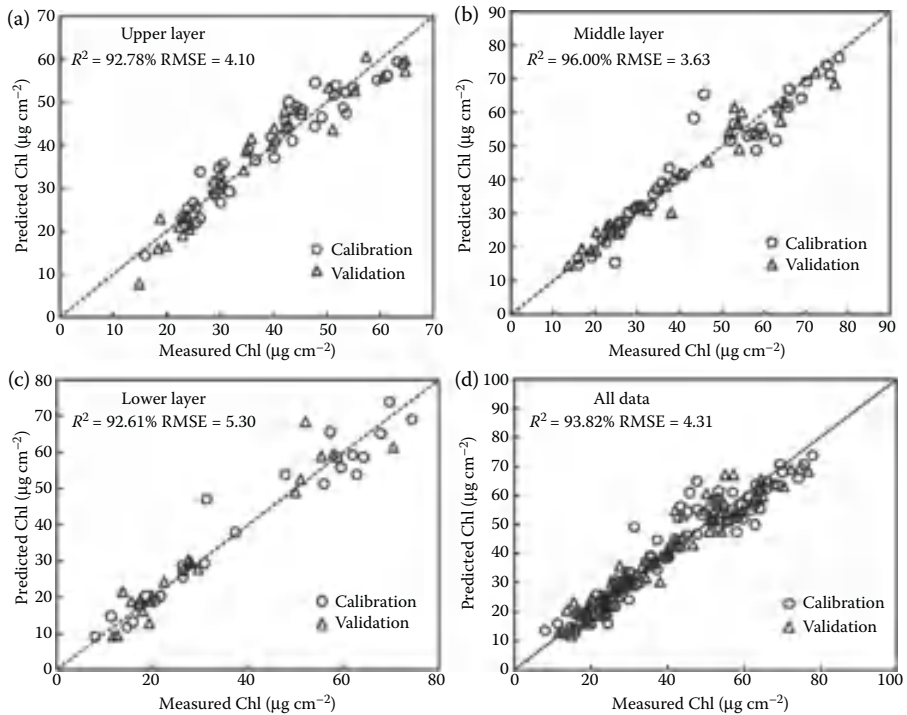 (a)
Upper layer
R² = 92.78% RMSE = 4.10
Predicted Chl (µg cm⁻²)
70
60
50
40
30
20
10
0
Calibration
Validation
0 10 20 30 40 50 60 70
Measured Chl (µg cm⁻²)
(b)
Middle layer
R² = 96.00% RMSE = 3.63
Predicted Chl (µg cm⁻²)
90
80
70
60
50
40
30
20
10
0
Calibration
Validation
0 10 20 30 40 50 60 70 80 90
Measured Chl (µg cm⁻²)
(c)
Lower layer
R² = 92.61% RMSE = 5.30
Predicted Chl (µg cm⁻²)
80
70
60
50
40
30
20
10
0
Calibration
Validation
0 20 40 60 80
Measured Chl (µg cm⁻²)
(d)
All data
R² = 93.82% RMSE = 4.31
Predicted Chl (µg cm⁻²)
100
90
80
70
60
50
40
30
20
10
0
Calibration
Validation
0 20 40 60 80 100
Measured Chl (µg cm⁻²)